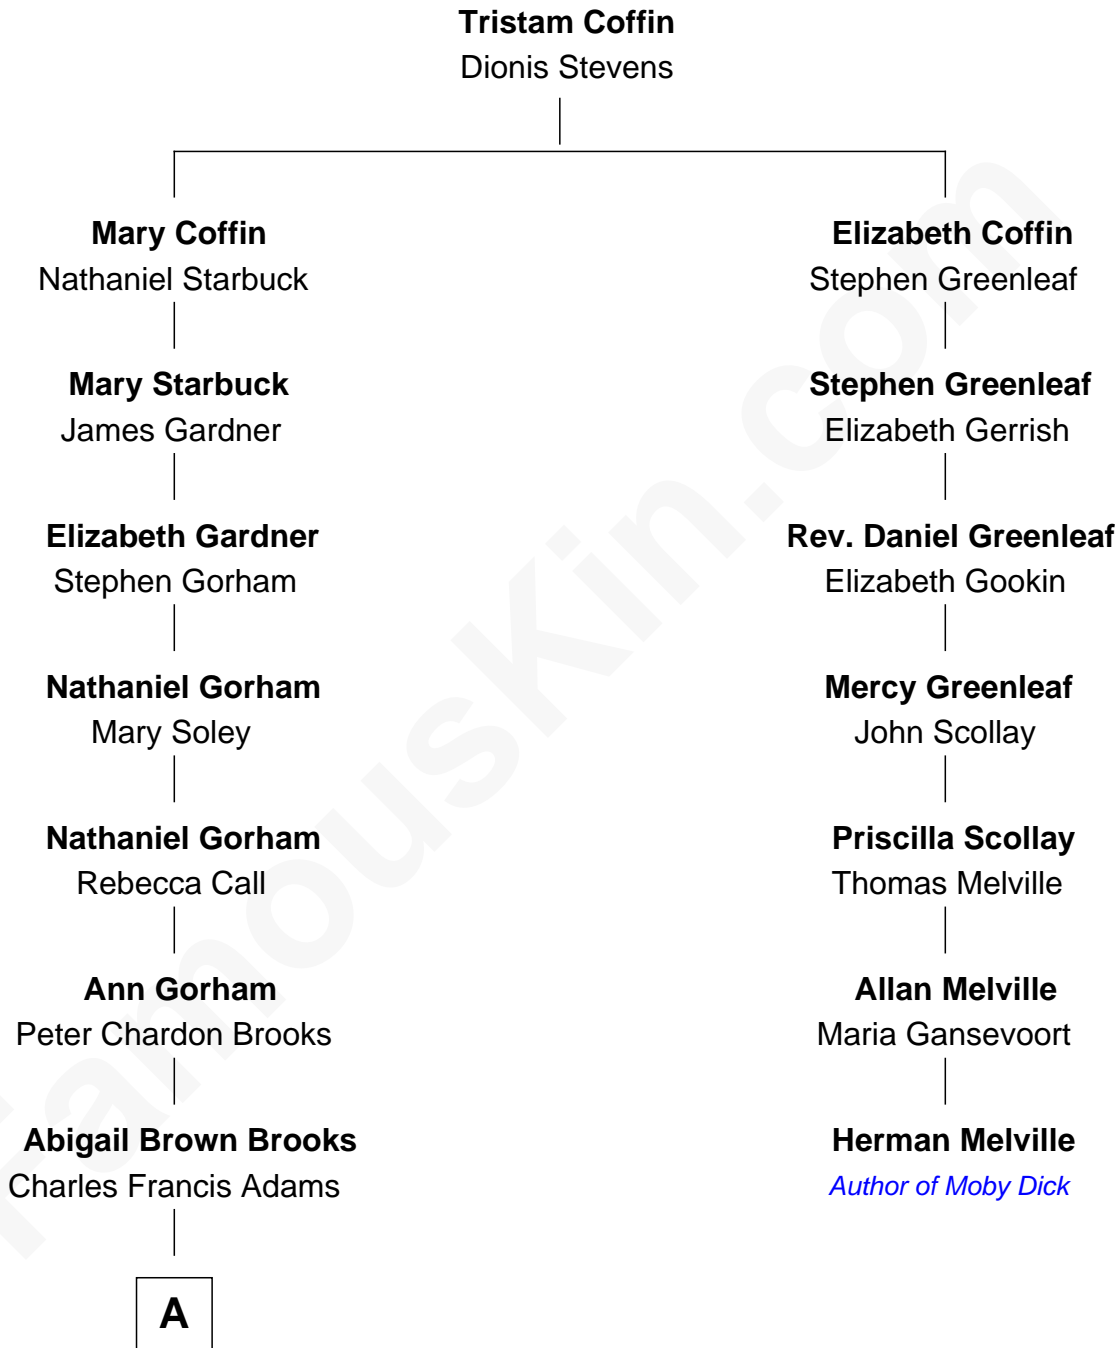 Tristam Coffin
Dionis Stevens
Mary Coffin
Nathaniel Starbuck
Elizabeth Coffin
Stephen Greenleaf
Mary Starbuck
James Gardner
Stephen Greenleaf
Elizabeth Gerrish
Elizabeth Gardner
Stephen Gorham
Rev. Daniel Greenleaf
Elizabeth Gookin
Nathaniel Gorham
Mary Soley
Mercy Greenleaf
John Scollay
Nathaniel Gorham
Rebecca Call
Priscilla Scollay
Thomas Melville
Ann Gorham
Peter Chardon Brooks
Allan Melville
Maria Gansevoort
Abigail Brown Brooks
Charles Francis Adams
Herman Melville
Author of Moby Dick
A
FamousKin.com